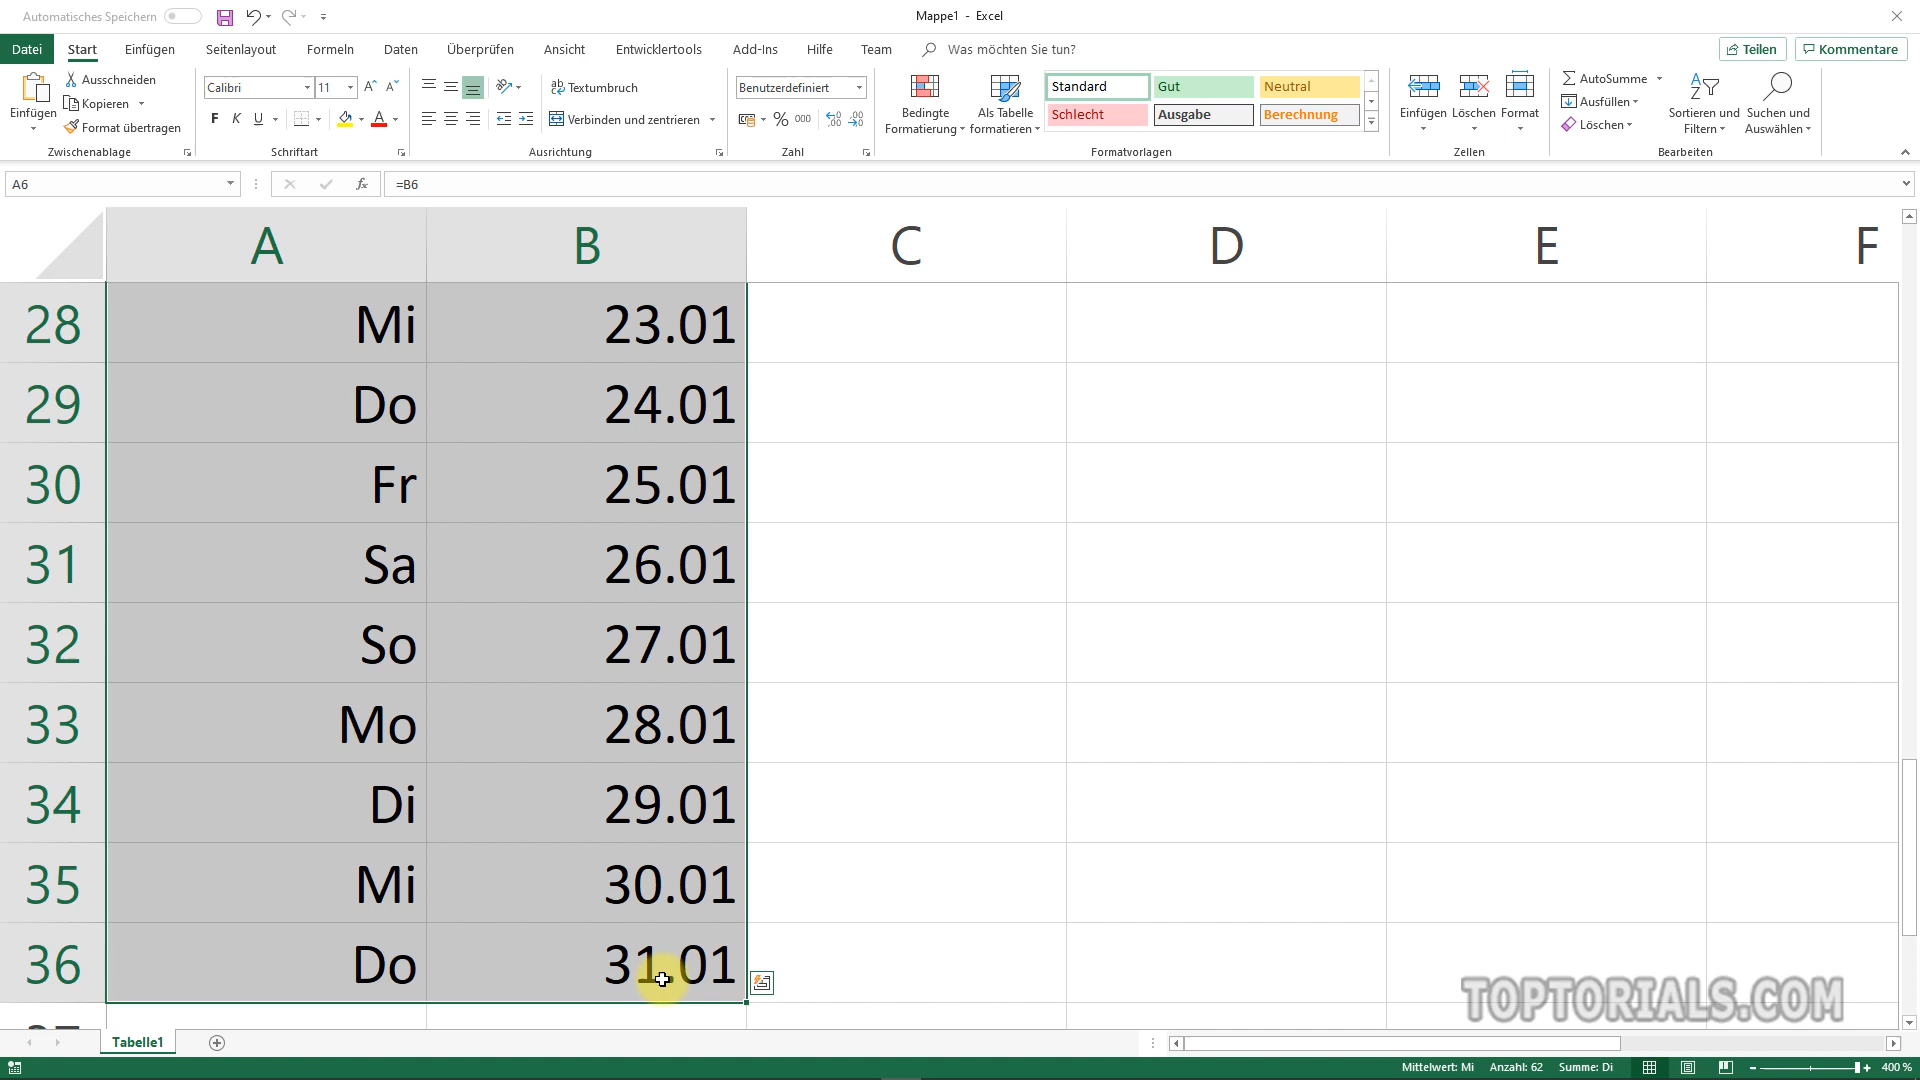 Automatisches Speichern
Mappe1 - Excel
Datei Start Einfügen Seitenlayout Formeln Daten Überprüfen Ansicht Entwicklertools Add-Ins Hilfe Team Was möchten Sie tun? Teilen Kommentare
Einfügen
Ausschneiden
Kopieren
Format übertragen
Zwischenablage
Calibri 11
F K U
Schriftart
Textumbruch
Verbinden und zentrieren
Ausrichtung
Benutzerdefiniert
% 000
Zahl
Bedingte Formatierung
Als Tabelle formatieren
Standard Gut Neutral
Schlecht Ausgabe Berechnung
Formatvorlagen
Einfügen Löschen Format
Zellen
AutoSumme
Ausfüllen
Löschen
Sortieren und Filtern
Suchen und Auswählen
Bearbeiten
A6 fx =B6
A B C D E F
28 Mi 23.01
29 Do 24.01
30 Fr 25.01
31 Sa 26.01
32 So 27.01
33 Mo 28.01
34 Di 29.01
35 Mi 30.01
36 Do 31.01
TOPTORIALS.COM
Tabelle1
Mittelwert: Mi Anzahl: 62 Summe: Di 400 %